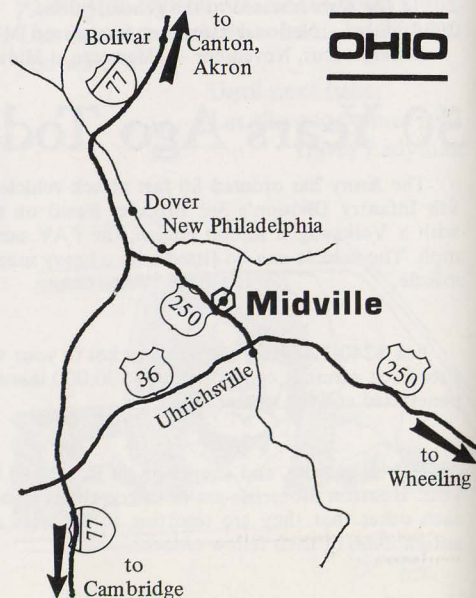 to
Canton,
Akron
OHIO
Bolivar
77
Dover
New Philadelphia
250
Midville
36
250
Uhrichsville
to
Wheeling
77
to
Cambridge